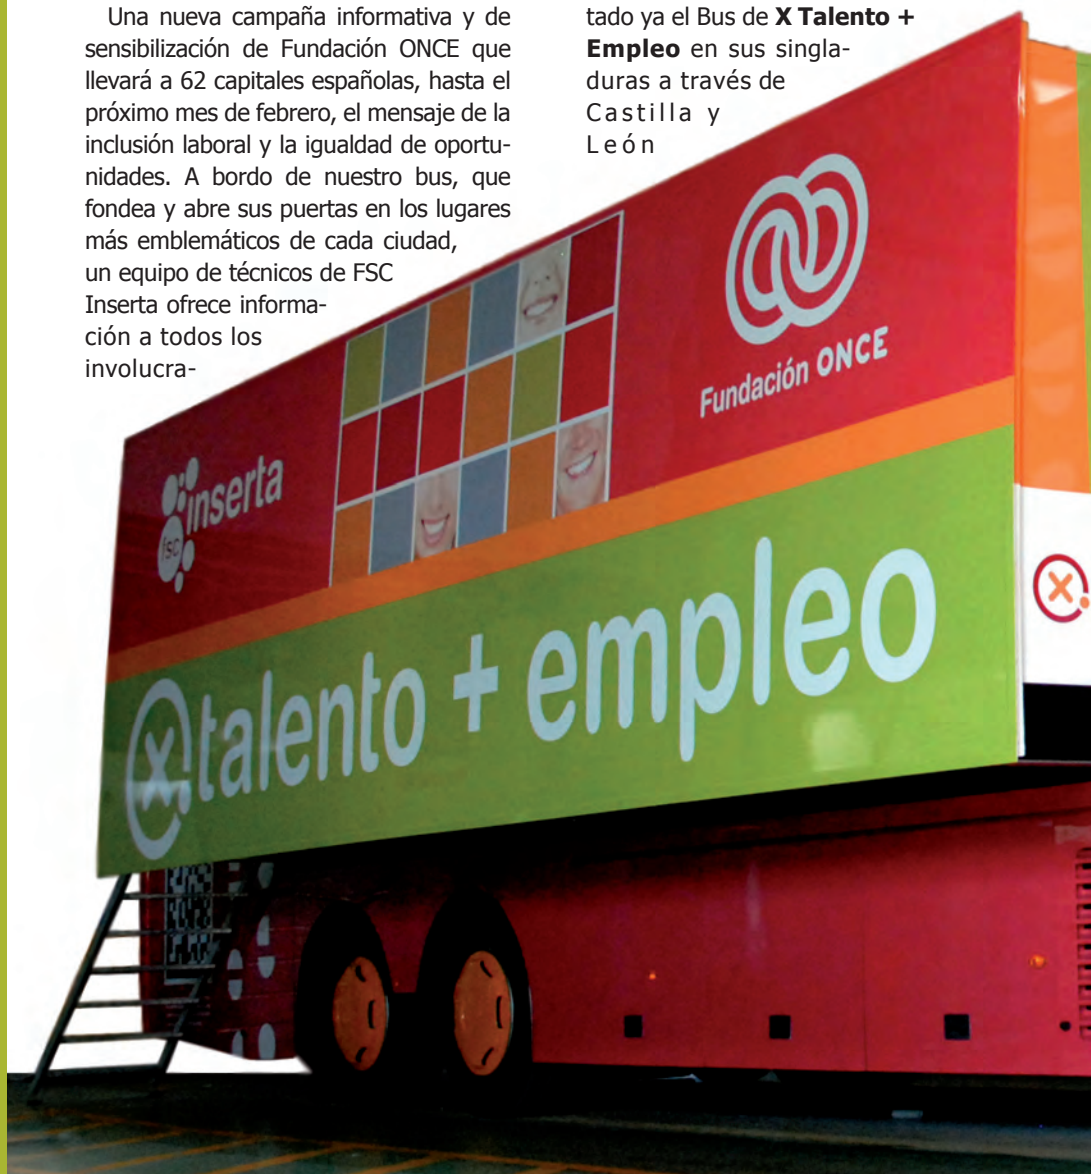 Una nueva campaña informativa y de
sensibilización de Fundación ONCE que
llevará a 62 capitales españolas, hasta el
próximo mes de febrero, el mensaje de la
inclusión laboral y la igualdad de oportu-
nidades. A bordo de nuestro bus, que
fondea y abre sus puertas en los lugares
más emblemáticos de cada ciudad,
un equipo de técnicos de FSC
Inserta ofrece informa-
ción a todos los
involucra-
tado ya el Bus de X Talento +
Empleo en sus singla-
duras a través de
Castilla y
León
fsc inserta
Fundación ONCE
x talento + empleo
x